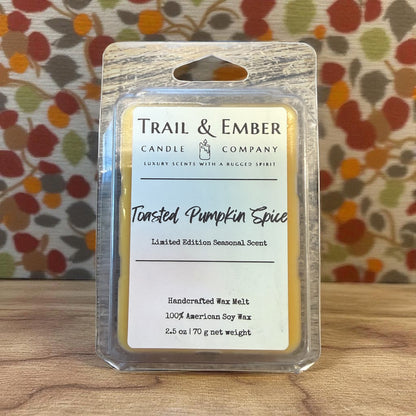 TRAIL & EMBER
CANDLE COMPANY
LUXURY SCENTS WITH A RUGGED SPIRIT
Toasted Pumpkin Spice
Limited Edition Seasonal Scent
Handcrafted Wax Melt
100% American Soy Wax
2.5 oz | 70 g net weight